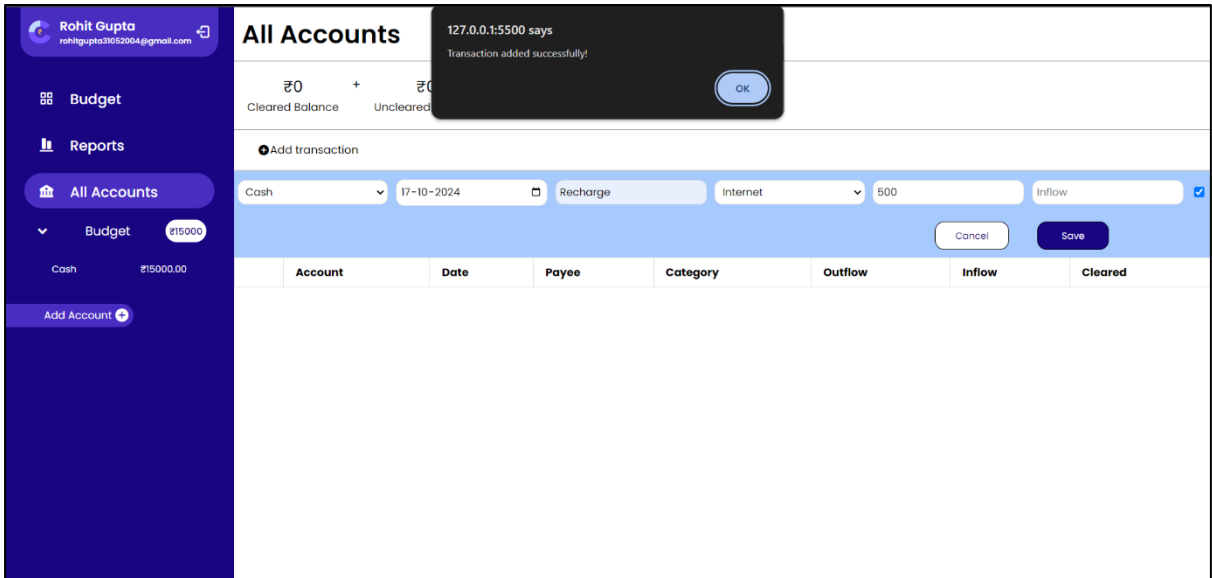 Rohit Gupta
rohitgupta31052004@gmail.com
Budget
Reports
All Accounts
Budget ₹15000
Cash ₹15000.00
Add Account
All Accounts
127.0.0.1:5500 says
Transaction added successfully!
OK
₹0 + ₹0
Cleared Balance Uncleared
Add transaction
Cash 17-10-2024 Recharge Internet 500 Inflow
Cancel Save
Account Date Payee Category Outflow Inflow Cleared